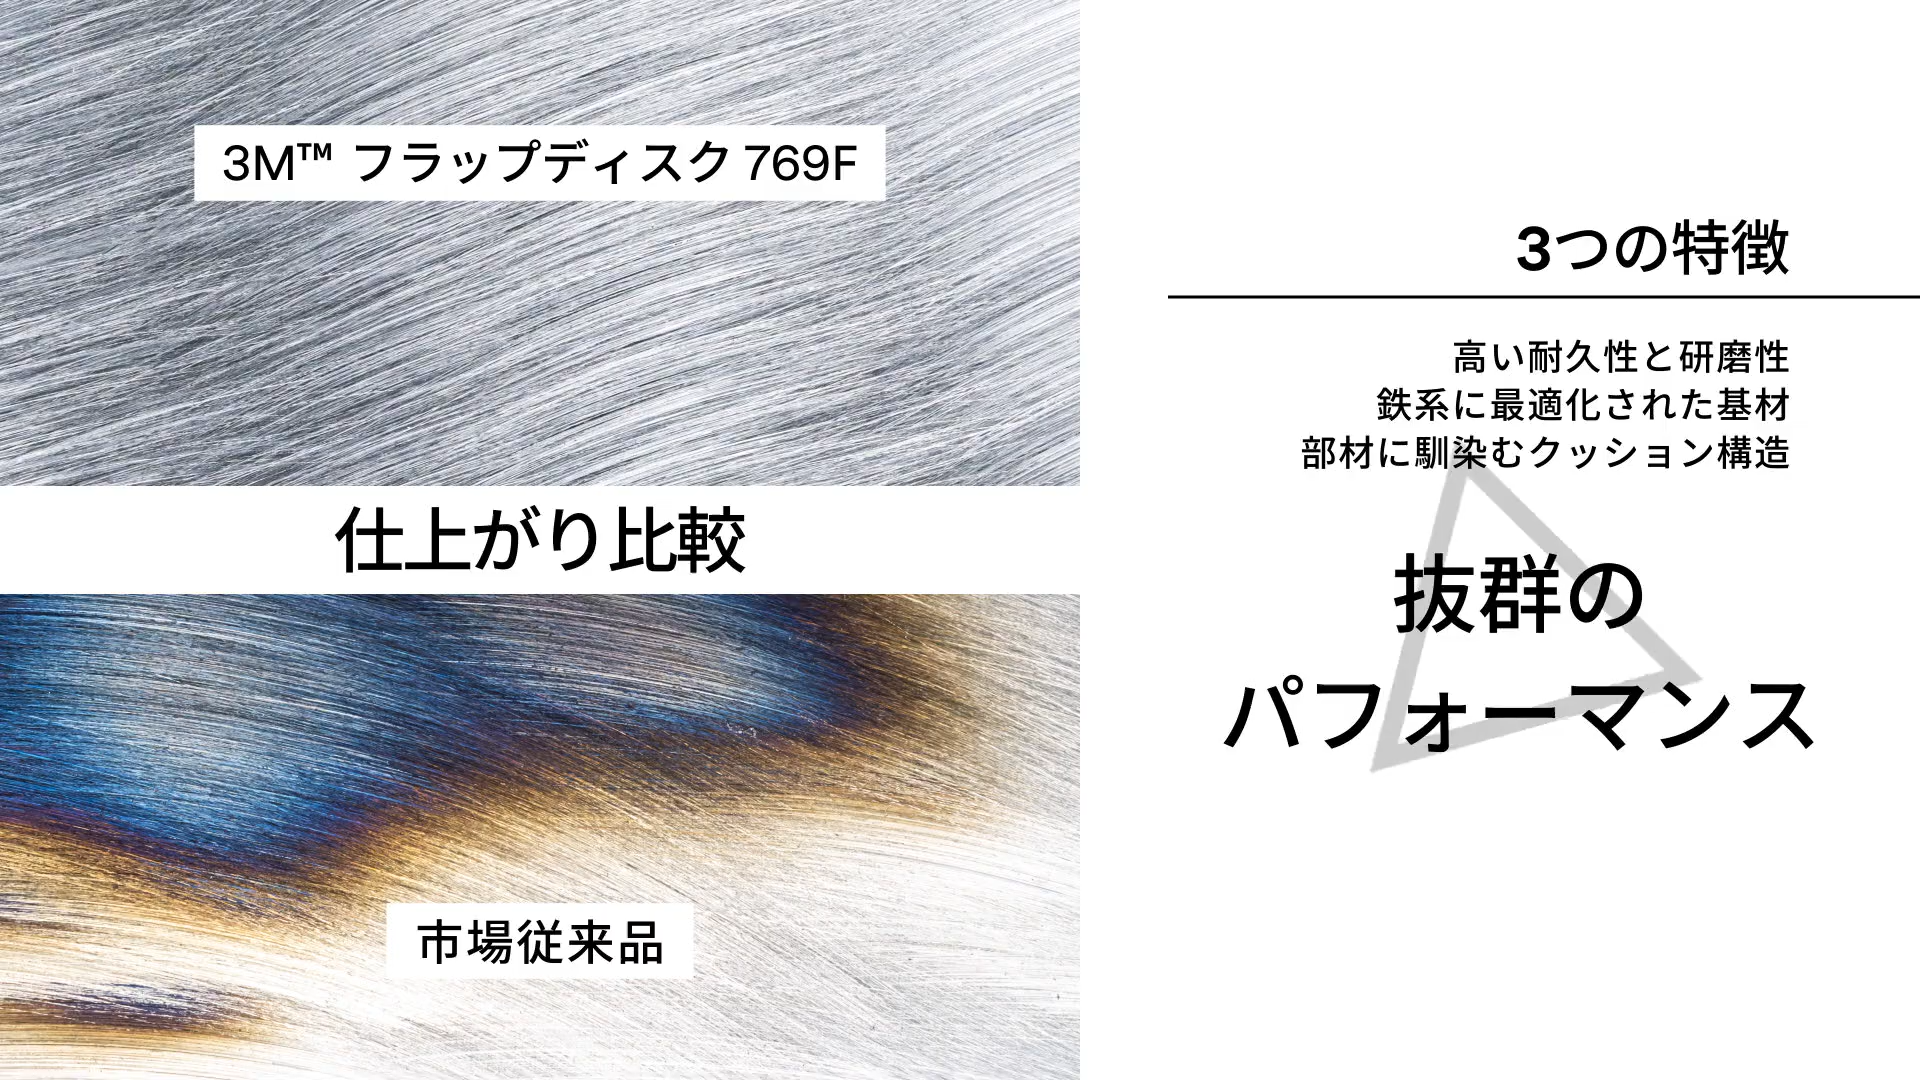 3M™ フラップディスク 769F
仕上がり比較
市場従来品
3つの特徴
高い耐久性と研磨性
鉄系に最適化された基材
部材に馴染むクッション構造
抜群の
パフォーマンス